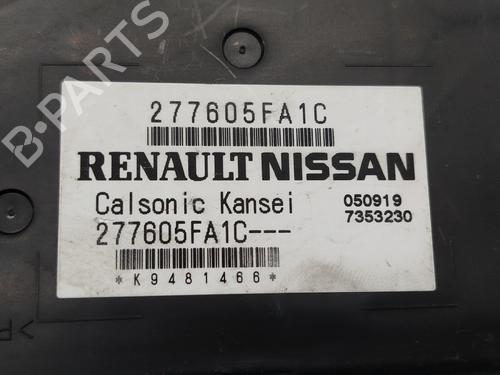 277605FA1C
RENAULT NISSAN
Calsonic Kansei 050919
277605FA1C--- 7353230
*K9481466*
B-PARTS
>P